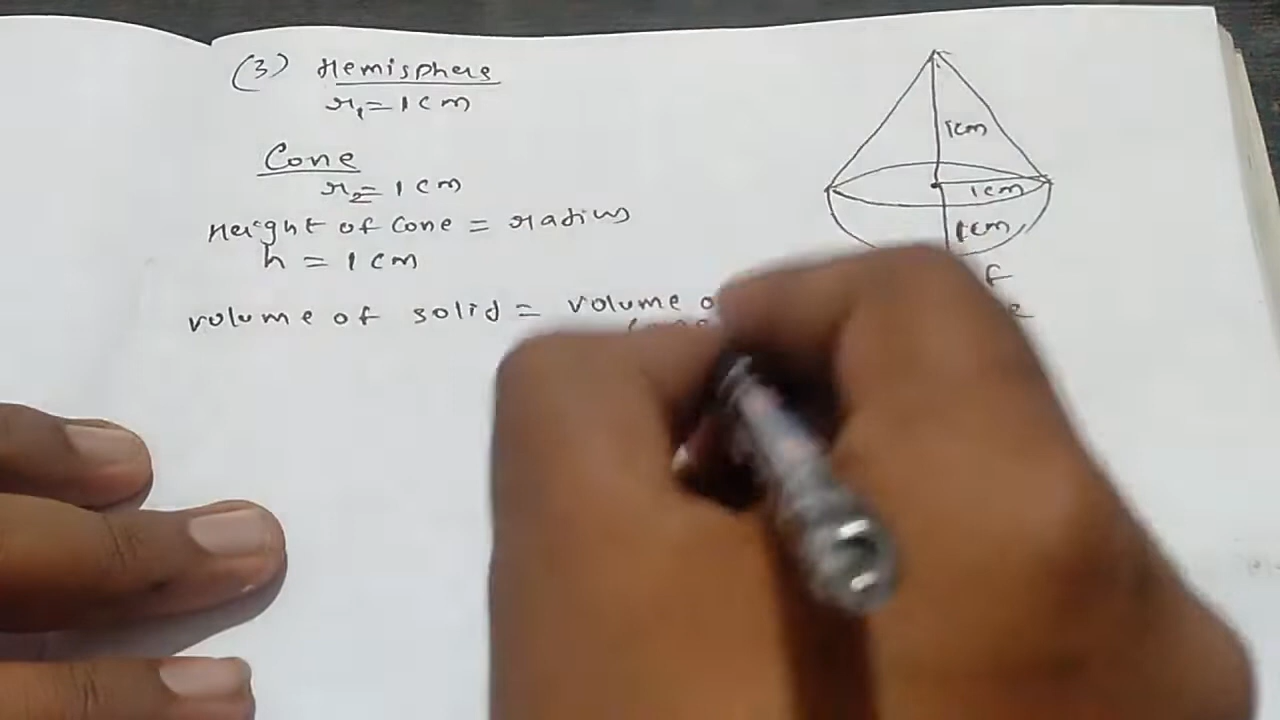 (3) Hemisphere
r₁ = 1 cm
Cone
r₂ = 1 cm
Height of cone = radius
h = 1 cm
volume of solid = volume
cone
1cm
1cm
1cm